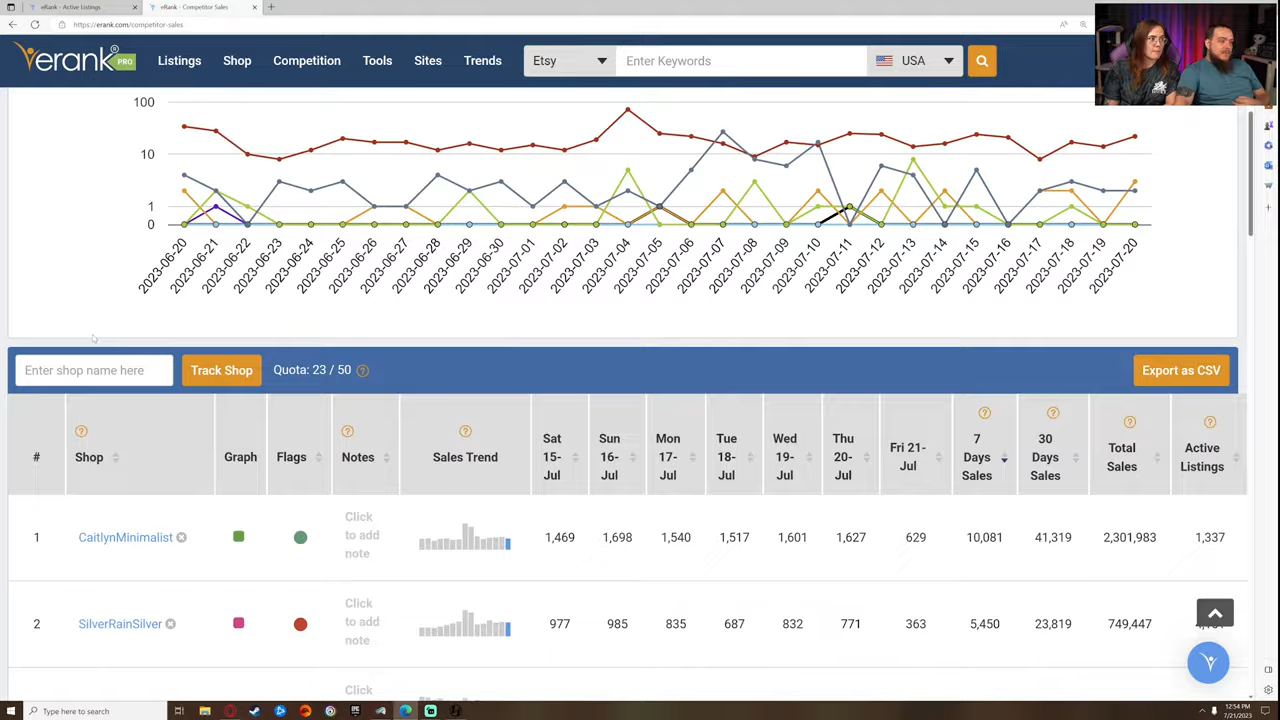 eRank - Active Listings
eRank - Competitor Sales
https://erank.com/competitor-sales
erank® PRO
Listings
Shop
Competition
Tools
Sites
Trends
Etsy
Enter Keywords
USA
100
10
1
0
2023-06-20
2023-06-21
2023-06-22
2023-06-23
2023-06-24
2023-06-25
2023-06-26
2023-06-27
2023-06-28
2023-06-29
2023-06-30
2023-07-01
2023-07-02
2023-07-03
2023-07-04
2023-07-05
2023-07-06
2023-07-07
2023-07-08
2023-07-09
2023-07-10
2023-07-11
2023-07-12
2023-07-13
2023-07-14
2023-07-15
2023-07-16
2023-07-17
2023-07-18
2023-07-19
2023-07-20
Enter shop name here
Track Shop
Quota: 23 / 50
Export as CSV
#
Shop
Graph
Flags
Notes
Sales Trend
Sat
15-
Jul
Sun
16-
Jul
Mon
17-
Jul
Tue
18-
Jul
Wed
19-
Jul
Thu
20-
Jul
Fri 21-
Jul
7
Days
Sales
30
Days
Sales
Total
Sales
Active
Listings
1
CaitlynMinimalist
Click
to add
note
1,469
1,698
1,540
1,517
1,601
1,627
629
10,081
41,319
2,301,983
1,337
2
SilverRainSilver
Click
to add
note
977
985
835
687
832
771
363
5,450
23,819
749,447
Click
Type here to search
12:54 PM
7/21/2023